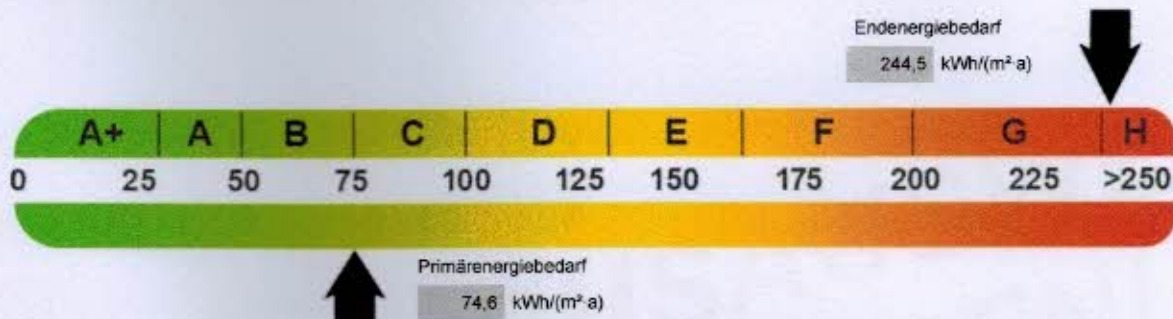 Endenergiebedarf
244,5 kWh/(m²·a)
A+ A B C D E F G H
0 25 50 75 100 125 150 175 200 225 >250
Primärenergiebedarf
74,6 kWh/(m²·a)